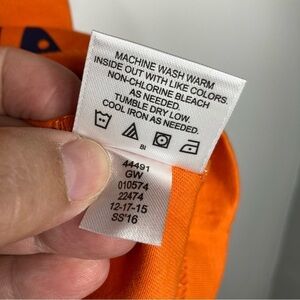 MACHINE WASH WARM
INSIDE OUT WITH LIKE COLORS.
NON-CHLORINE BLEACH
AS NEEDED.
TUMBLE DRY LOW.
COOL IRON AS NEEDED.
BI
44491
GW
010574
22474
12-17-15
SS'16